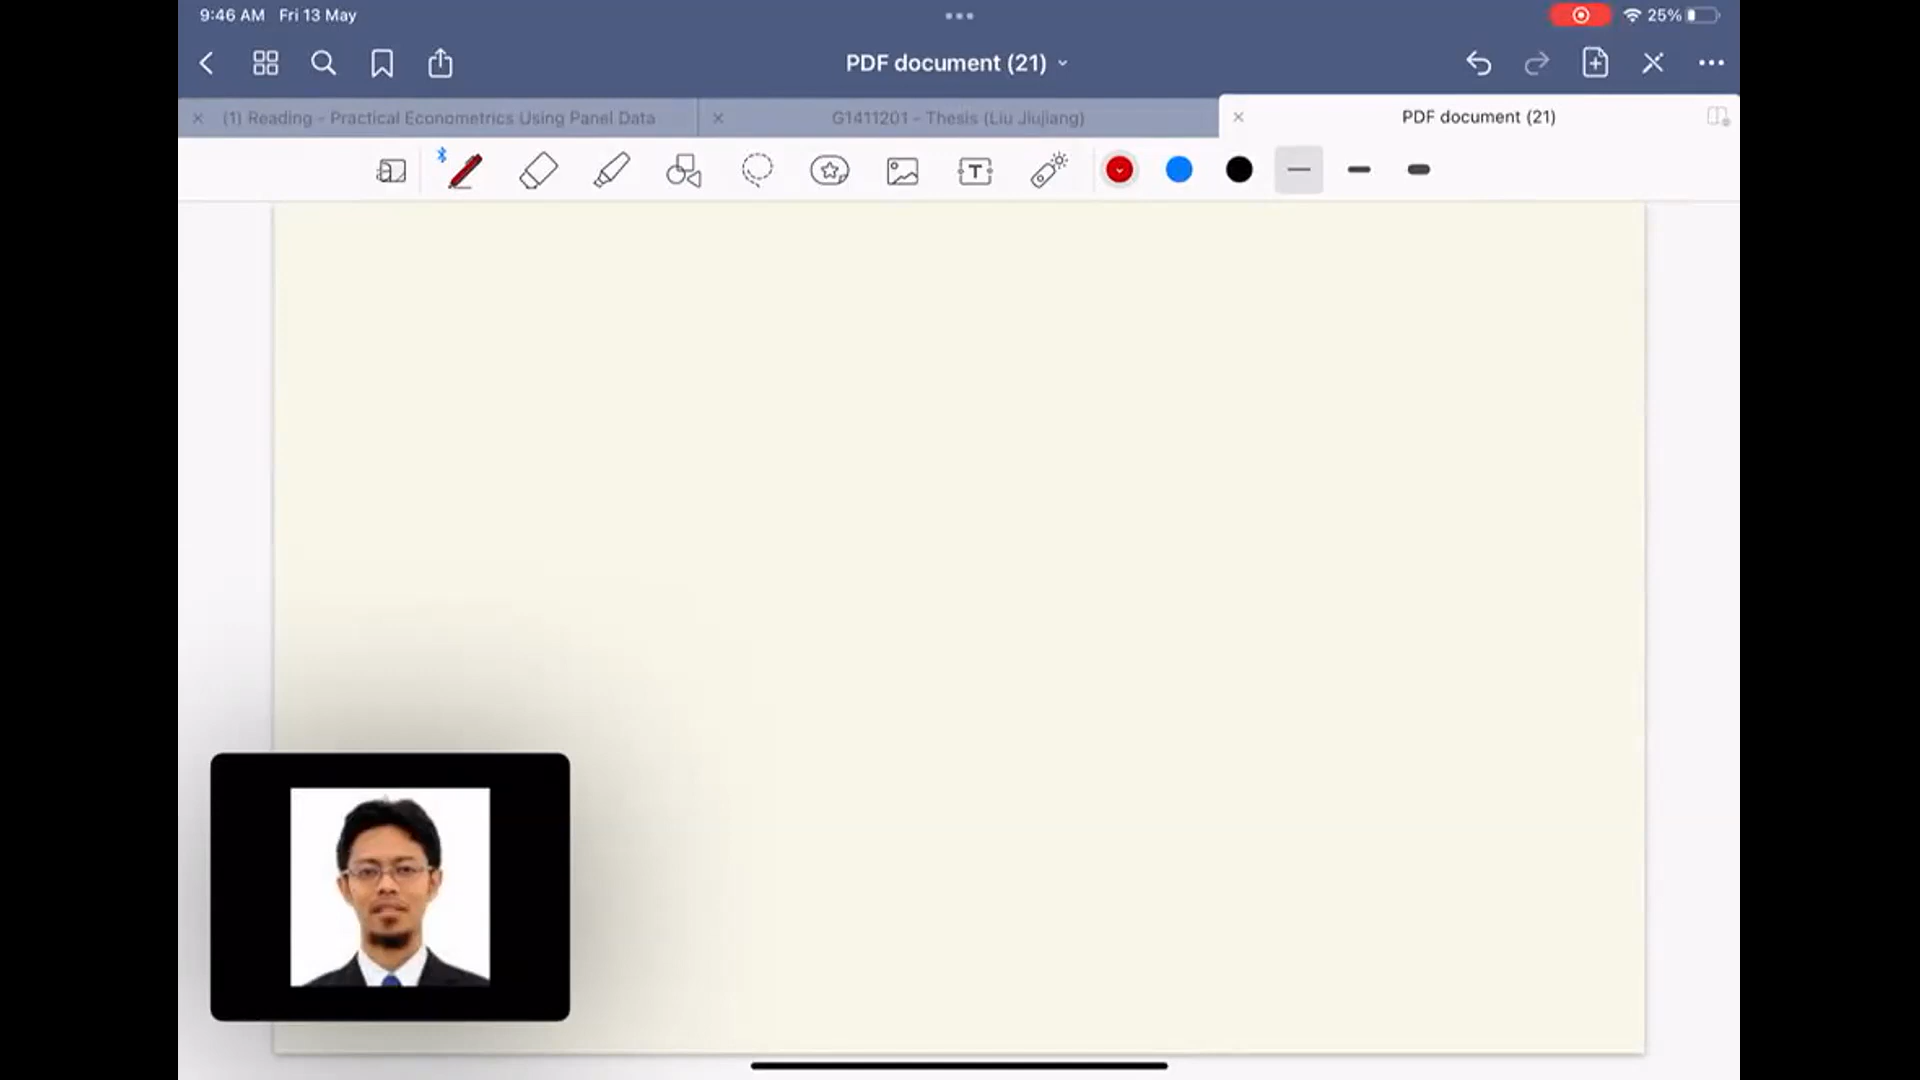 9:46 AM Fri 13 May
25%
PDF document (21)
(1) Reading - Practical Econometrics Using Panel Data
G1411201 - Thesis (Liu Jiujiang)
PDF document (21)
T